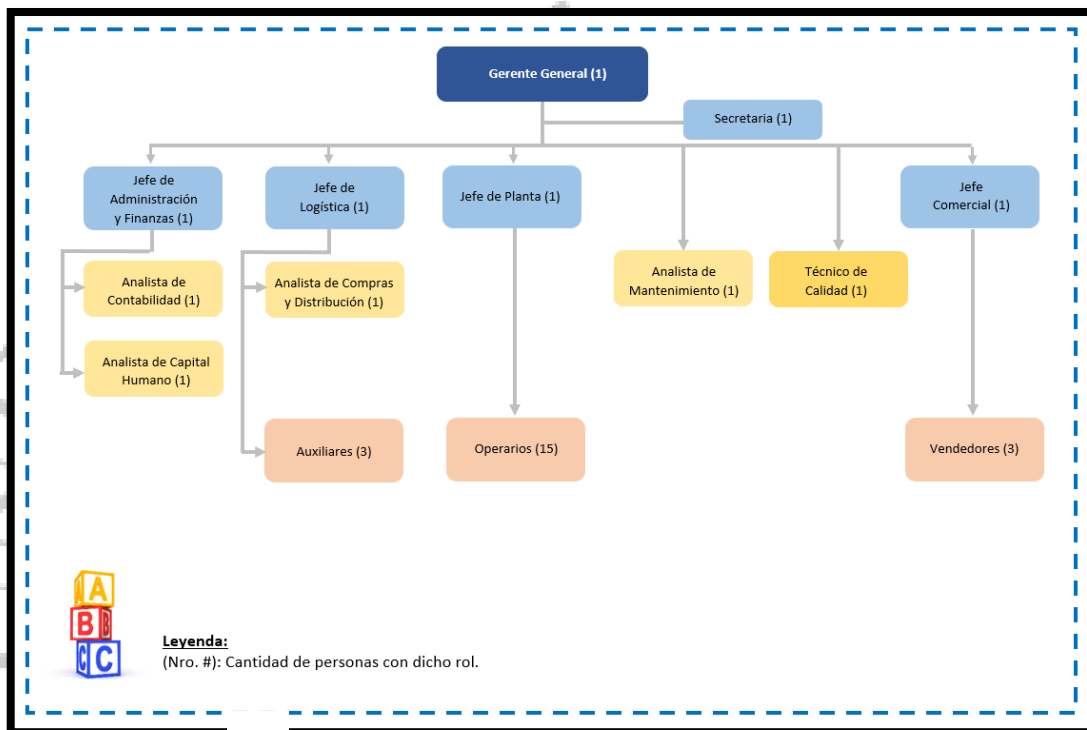 Gerente General (1)
Secretaria (1)
Jefe de
Administración
y Finanzas (1)
Jefe de
Logística (1)
Jefe de Planta (1)
Jefe
Comercial (1)
Analista de
Contabilidad (1)
Analista de Compras
y Distribución (1)
Analista de
Mantenimiento (1)
Técnico de
Calidad (1)
Analista de Capital
Humano (1)
Auxiliares (3)
Operarios (15)
Vendedores (3)
A
B B
C C
Leyenda:
(Nro. #): Cantidad de personas con dicho rol.